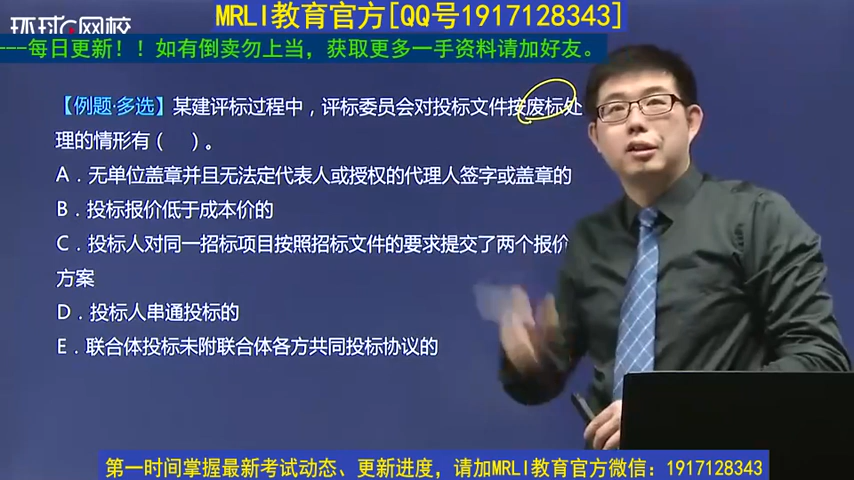 MRLI教育官方[QQ号1917128343]
环球网校
---每日更新！！如有倒卖勿上当，获取更多一手资料请加好友。
【例题·多选】某建评标过程中，评标委员会对投标文件按废标处
理的情形有（ ）。
A．无单位盖章并且无法定代表人或授权的代理人签字或盖章的
B．投标报价低于成本价的
C．投标人对同一招标项目按照招标文件的要求提交了两个报价
方案
D．投标人串通投标的
E．联合体投标未附联合体各方共同投标协议的
第一时间掌握最新考试动态、更新进度，请加MRLI教育官方微信：1917128343